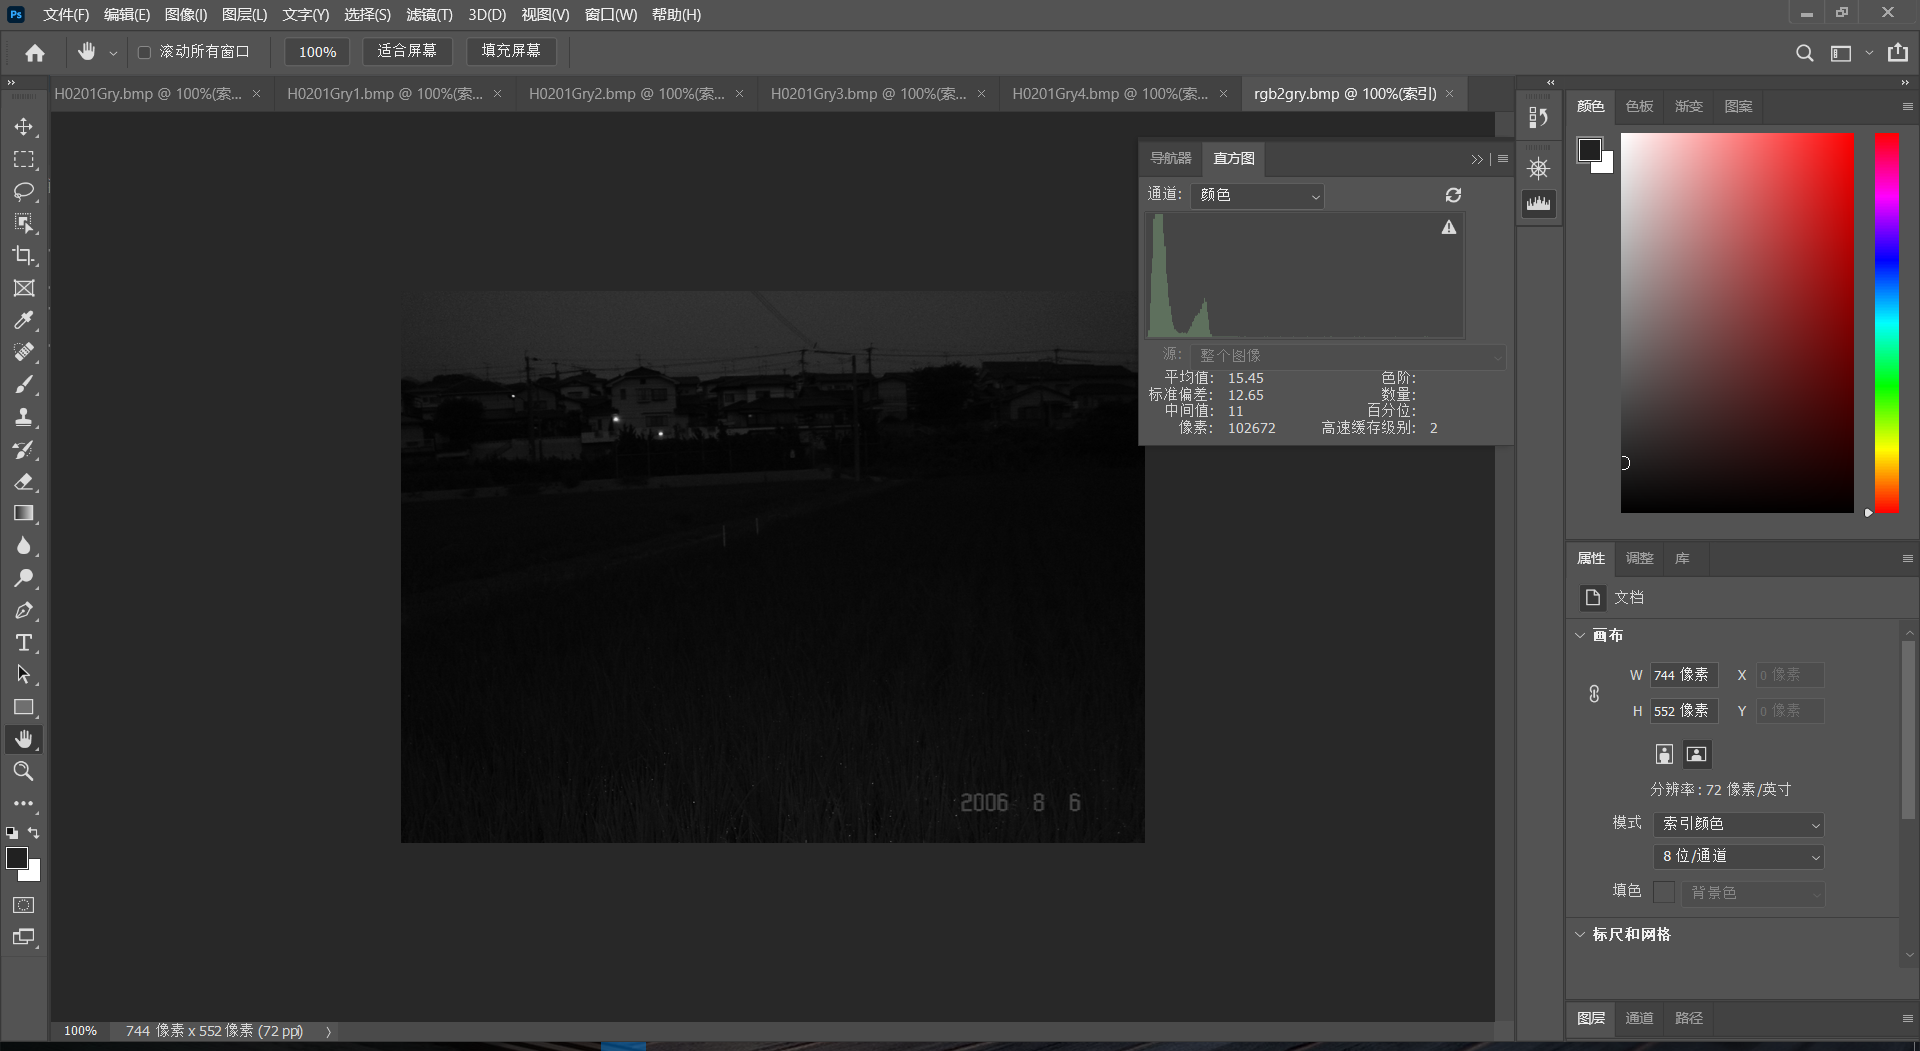 Ps 文件(F) 编辑(E) 图像(I) 图层(L) 文字(Y) 选择(S) 滤镜(T) 3D(D) 视图(V) 窗口(W) 帮助(H)
滚动所有窗口 100% 适合屏幕 填充屏幕
H0201Gry.bmp @ 100%(索... × H0201Gry1.bmp @ 100%(索... × H0201Gry2.bmp @ 100%(索... × H0201Gry3.bmp @ 100%(索... × H0201Gry4.bmp @ 100%(索... × rgb2gry.bmp @ 100%(索引) ×
导航器 直方图
通道: 颜色
源: 整个图像
平均值: 15.45 色阶:
标准偏差: 12.65 数量:
中间值: 11 百分位:
像素: 102672 高速缓存级别: 2
2006 8 6
颜色 色板 渐变 图案
属性 调整 库
文档
画布
W 744 像素 X 0 像素
H 552 像素 Y 0 像素
分辨率: 72 像素/英寸
模式 索引颜色
8 位/通道
填色 背景色
标尺和网格
图层 通道 路径
100% 744 像素 x 552 像素 (72 ppi)